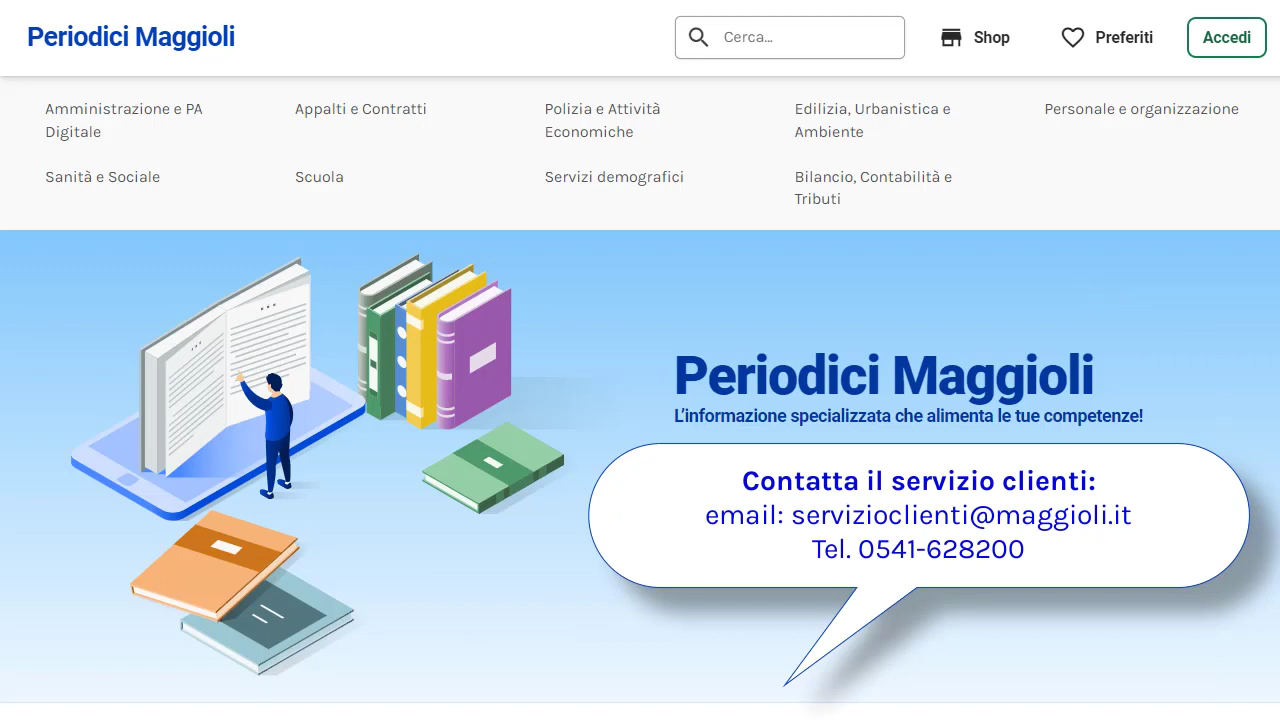 Periodici Maggioli
Cerca...
Shop
Preferiti
Accedi
Amministrazione e PA
Digitale
Appalti e Contratti
Polizia e Attività
Economiche
Edilizia, Urbanistica e
Ambiente
Personale e organizzazione
Sanità e Sociale
Scuola
Servizi demografici
Bilancio, Contabilità e
Tributi
Periodici Maggioli
L’informazione specializzata che alimenta le tue competenze!
Contatta il servizio clienti:
email: servizioclienti@maggioli.it
Tel. 0541-628200